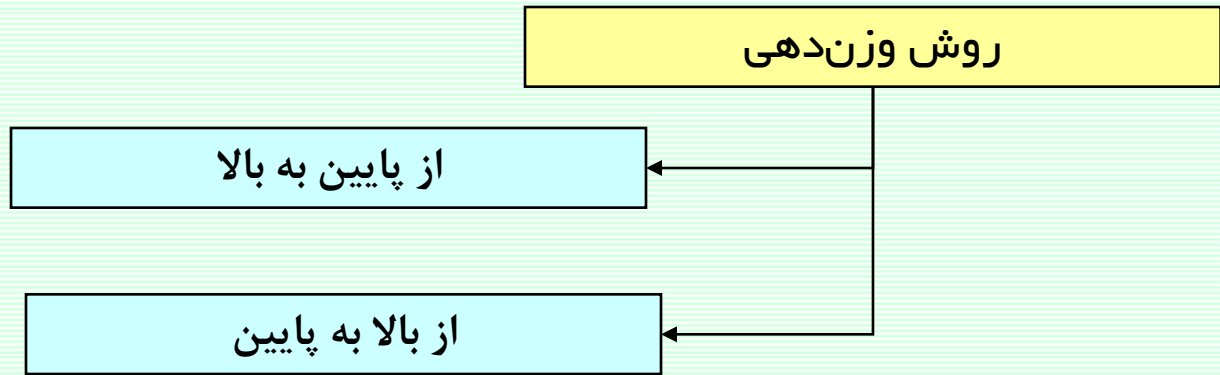 روش وزن‌دهی
از پایین به بالا
از بالا به پایین